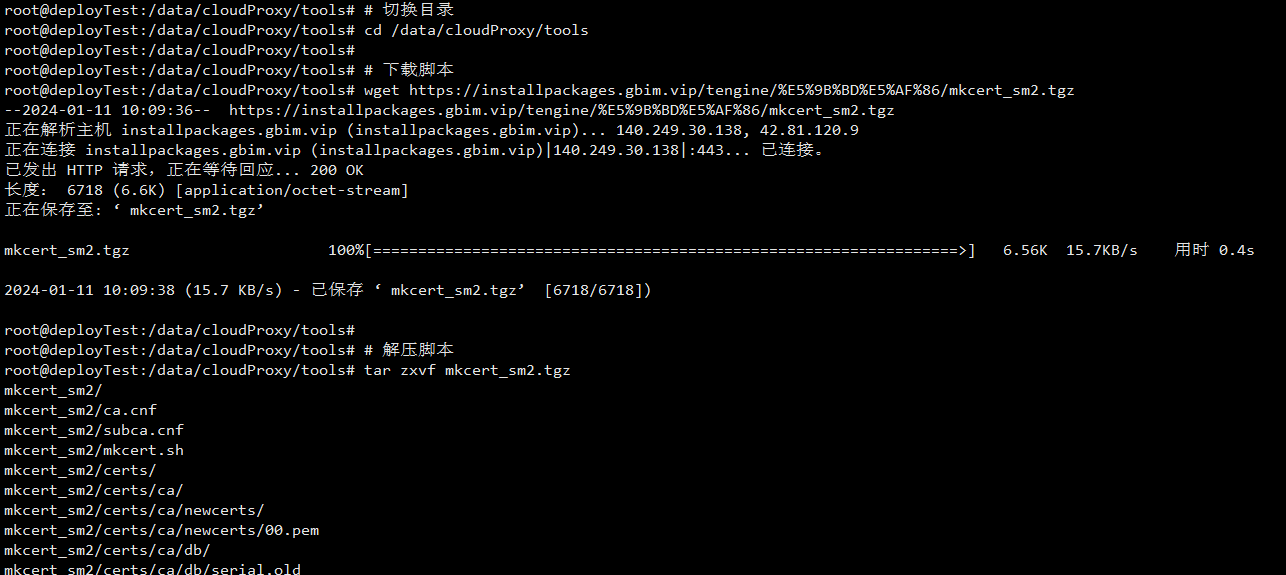 root@deployTest:/data/cloudProxy/tools# # 切换目录
root@deployTest:/data/cloudProxy/tools# cd /data/cloudProxy/tools
root@deployTest:/data/cloudProxy/tools#
root@deployTest:/data/cloudProxy/tools# # 下载脚本
root@deployTest:/data/cloudProxy/tools# wget https://installpackages.gbim.vip/tengine/%E5%9B%BD%E5%AF%86/mkcert_sm2.tgz
--2024-01-11 10:09:36--  https://installpackages.gbim.vip/tengine/%E5%9B%BD%E5%AF%86/mkcert_sm2.tgz
正在解析主机 installpackages.gbim.vip (installpackages.gbim.vip)... 140.249.30.138, 42.81.120.9
正在连接 installpackages.gbim.vip (installpackages.gbim.vip)|140.249.30.138|:443... 已连接。
已发出 HTTP 请求，正在等待回应... 200 OK
长度： 6718 (6.6K) [application/octet-stream]
正在保存至: ‘ mkcert_sm2.tgz’
mkcert_sm2.tgz                      100%[=================================================================>]   6.56K  15.7KB/s    用时 0.4s
2024-01-11 10:09:38 (15.7 KB/s) - 已保存 ‘ mkcert_sm2.tgz’  [6718/6718])
root@deployTest:/data/cloudProxy/tools#
root@deployTest:/data/cloudProxy/tools# # 解压脚本
root@deployTest:/data/cloudProxy/tools# tar zxvf mkcert_sm2.tgz
mkcert_sm2/
mkcert_sm2/ca.cnf
mkcert_sm2/subca.cnf
mkcert_sm2/mkcert.sh
mkcert_sm2/certs/
mkcert_sm2/certs/ca/
mkcert_sm2/certs/ca/newcerts/
mkcert_sm2/certs/ca/newcerts/00.pem
mkcert_sm2/certs/ca/db/
mkcert_sm2/certs/ca/db/serial.old